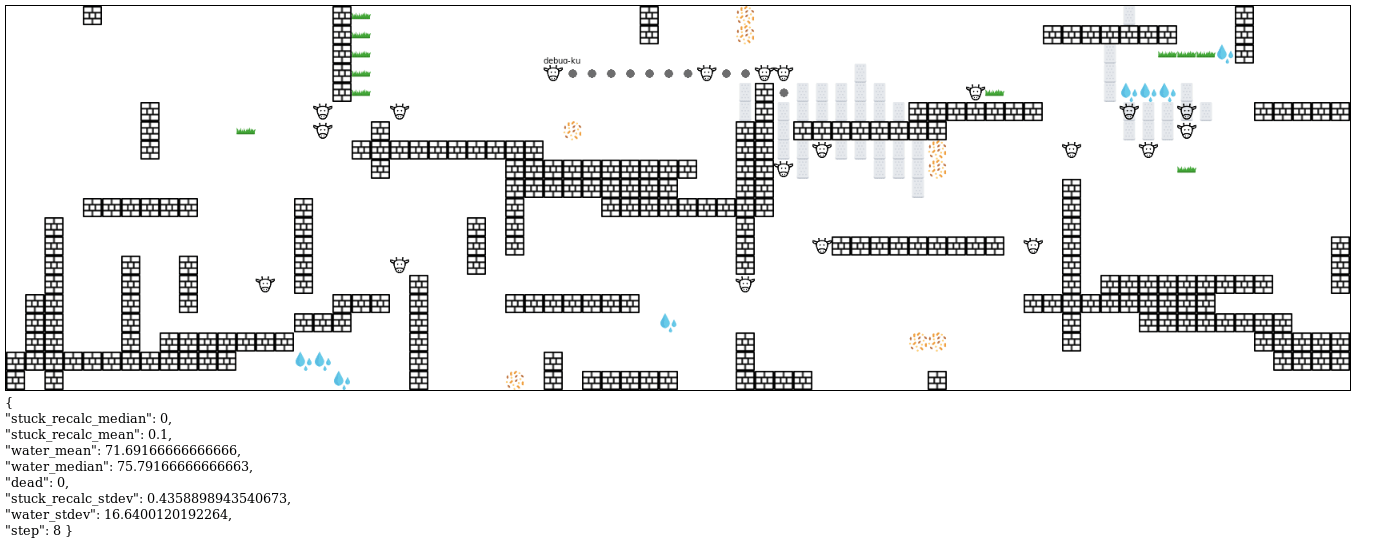 debuo-ku
{
"stuck_recalc_median": 0,
"stuck_recalc_mean": 0.1,
"water_mean": 71.69166666666666,
"water_median": 75.79166666666663,
"dead": 0,
"stuck_recalc_stdev": 0.4358898943540673,
"water_stdev": 16.6400120192264,
"step": 8 }